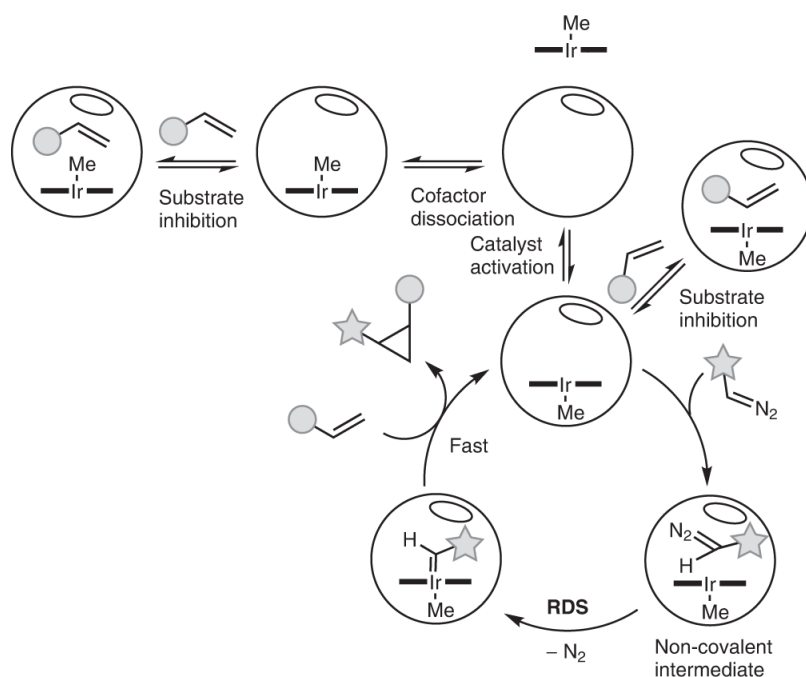 Me
Ir
Me
Ir
Substrate
inhibition
Me
Ir
Cofactor
dissociation
Catalyst
activation
Ir
Me
Substrate
inhibition
Ir
Me
N2
Fast
H
Ir
Me
RDS
– N2
N2
H
Ir
Me
Non-covalent
intermediate